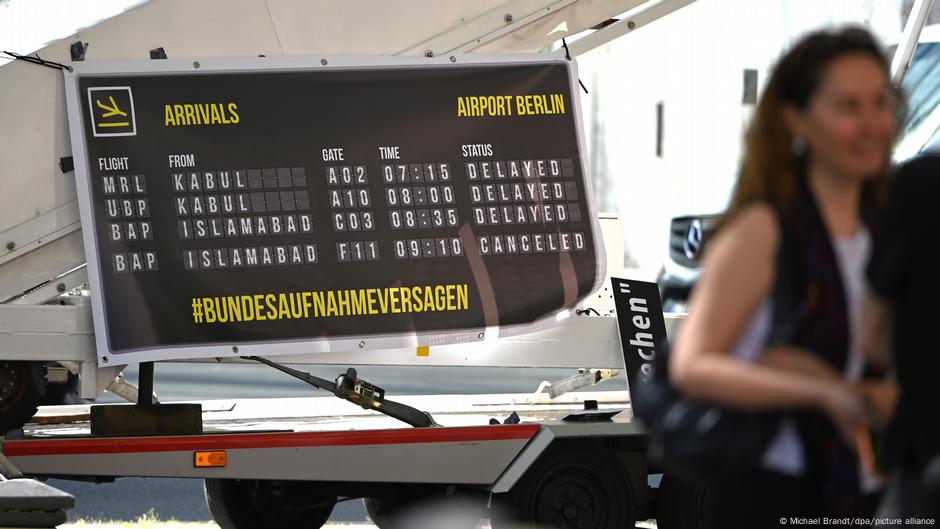 ARRIVALS AIRPORT BERLIN
FLIGHT FROM GATE TIME STATUS
MRL KABUL A02 07:15 DELAYED
UBP KABUL A10 08:00 DELAYED
BAP ISLAMABAD C03 08:35 DELAYED
BAP ISLAMABAD F11 09:10 CANCELED
#BUNDESAUFNAHMEVERSAGEN
echen"
© Michael Brandt/dpa/picture alliance